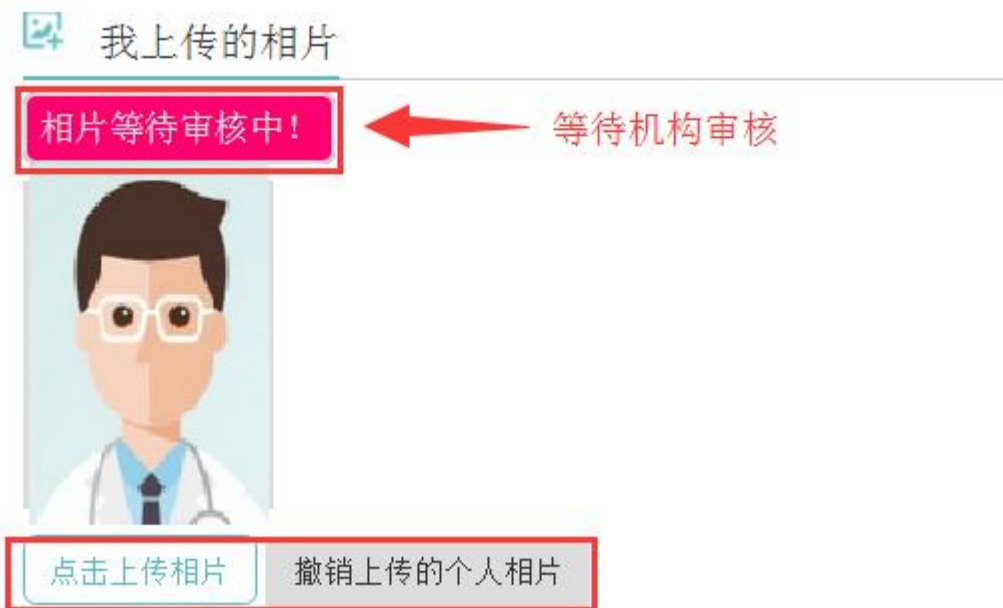 我上传的相片
相片等待审核中!
等待机构审核
点击上传相片
撤销上传的个人相片